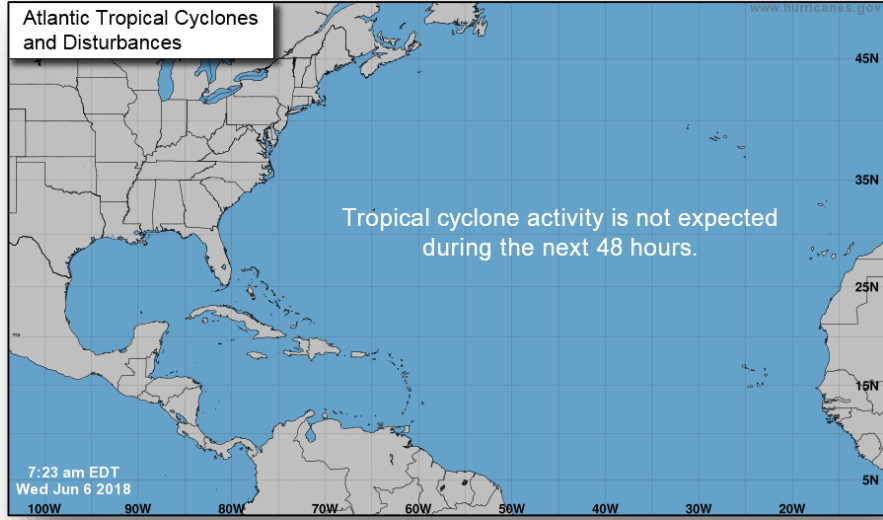 Atlantic Tropical Cyclones
and Disturbances
www.hurricanes.gov
45N
35N
Tropical cyclone activity is not expected
during the next 48 hours.
25N
15N
7:23 am EDT
Wed Jun 6 2018
5N
100W 90W 80W 70W 60W 50W 40W 30W 20W